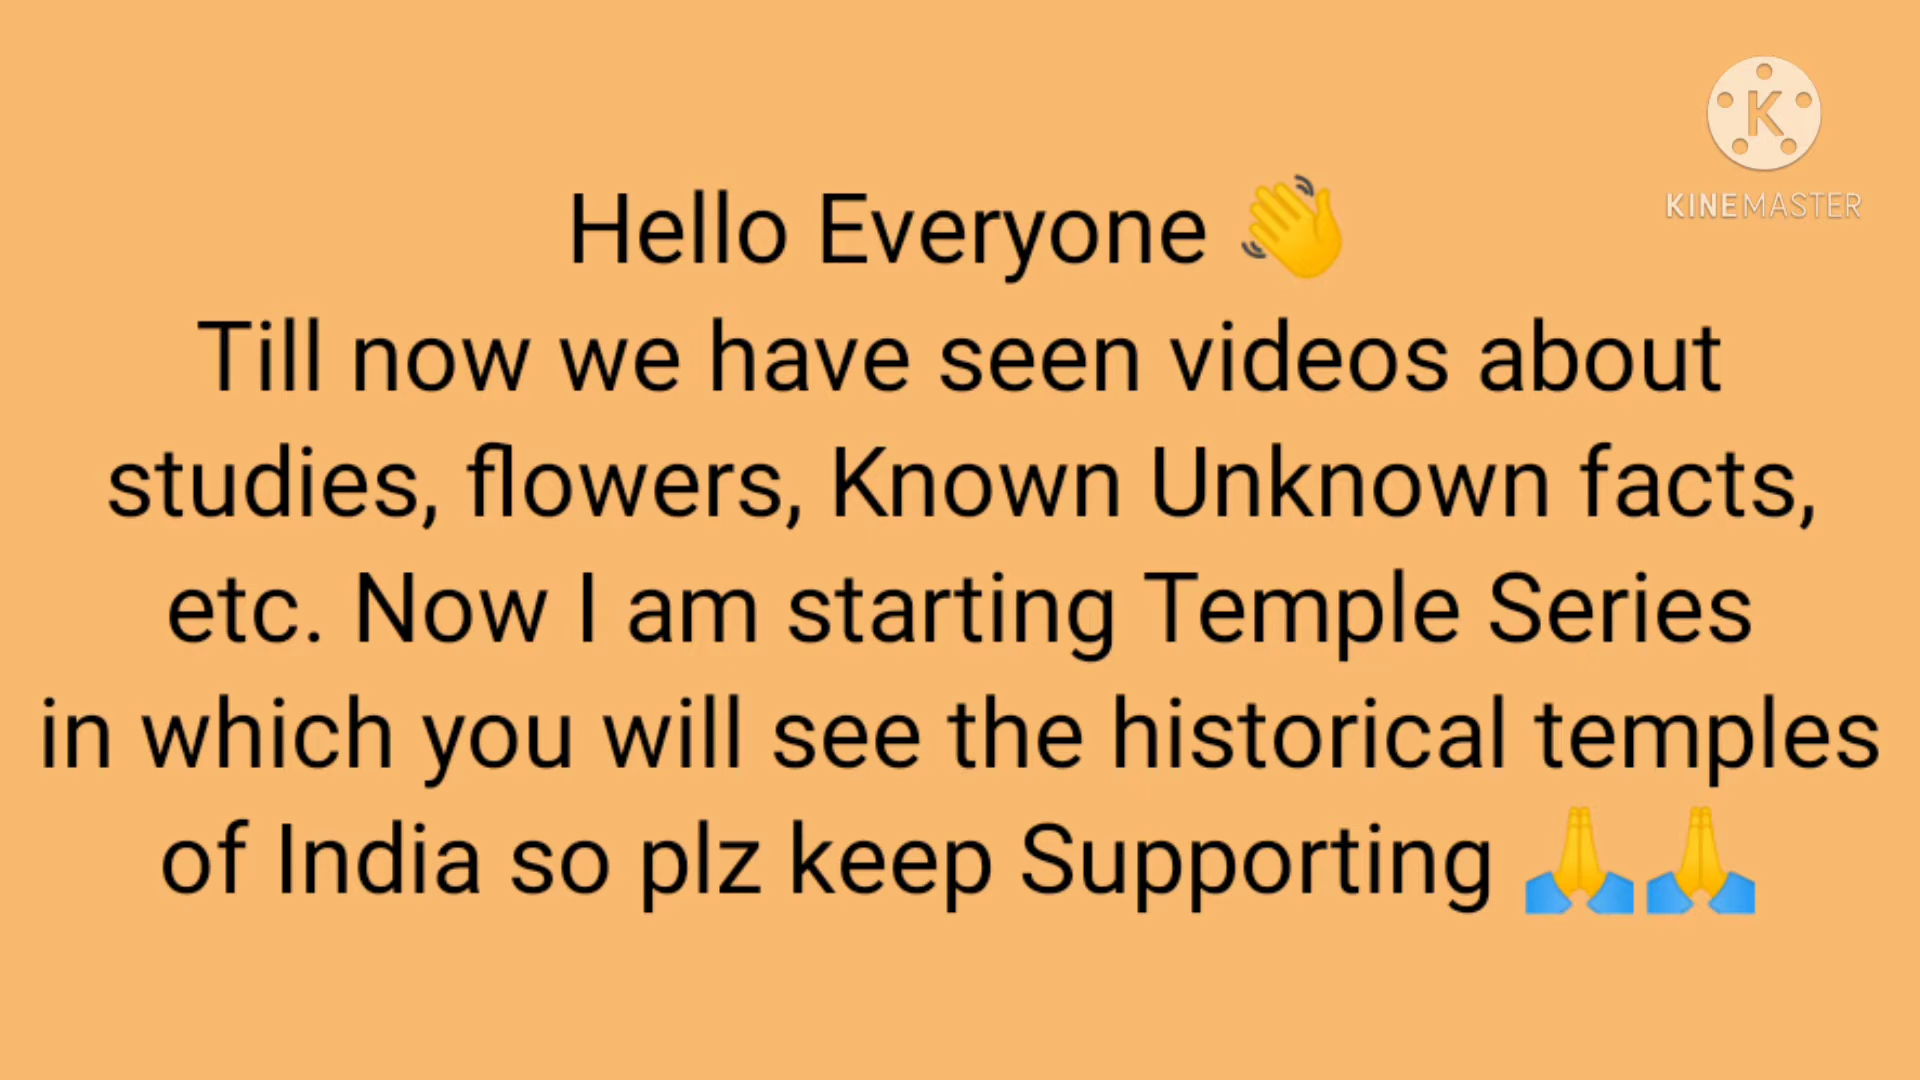 K
KINEMASTER
Hello Everyone 👋
Till now we have seen videos about
studies, flowers, Known Unknown facts,
etc. Now I am starting Temple Series
in which you will see the historical temples
of India so plz keep Supporting 🙏🙏